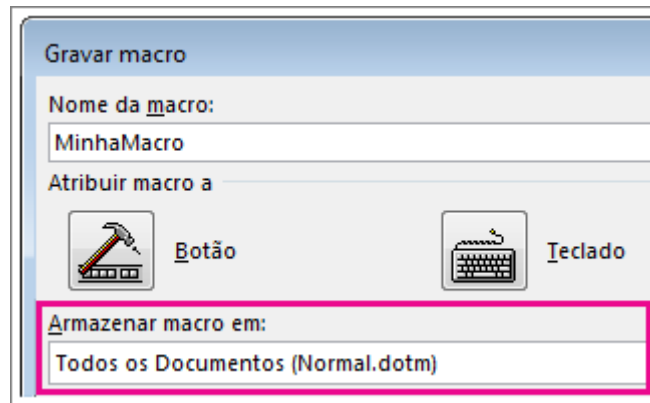 Gravar macro
Nome da macro:
MinhaMacro
Atribuir macro a
Botão Teclado
Armazenar macro em:
Todos os Documentos (Normal.dotm)